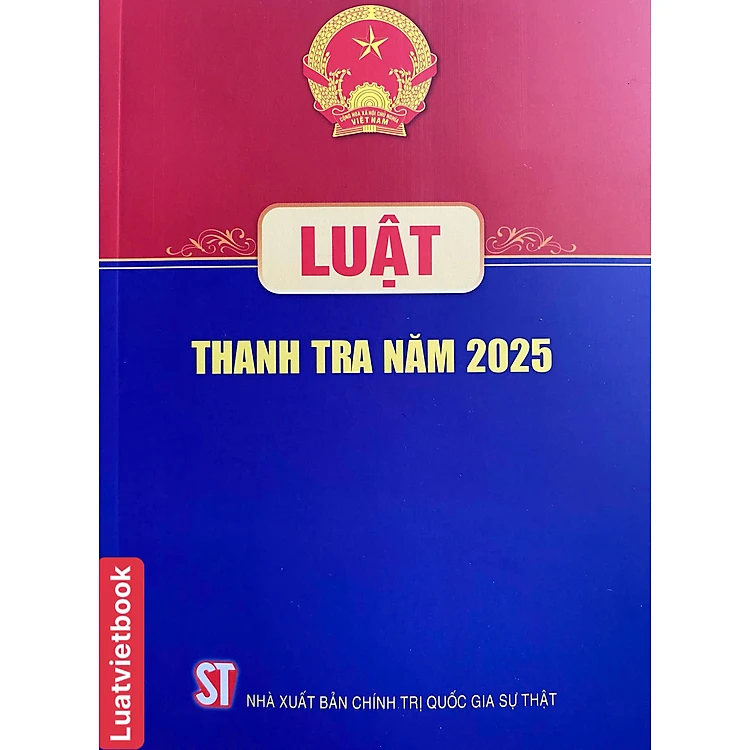 CỘNG HÒA XÃ HỘI CHỦ NGHĨA
VIỆT NAM
LUẬT
THANH TRA NĂM 2025
ST
NHÀ XUẤT BẢN CHÍNH TRỊ QUỐC GIA SỰ THẬT
Luatvietbook